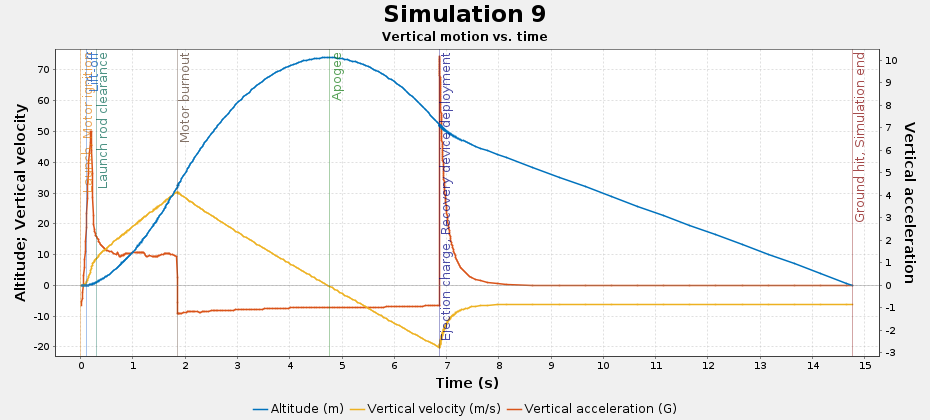 Simulation 9
Vertical motion vs. time
Altitude; Vertical velocity
70
60
50
40
30
20
10
0
-10
-20
Motor ignition
Lift-off
Launch rod clearance
Motor burnout
Apogee
Ejection charge, Recovery device deployment
Ground hit, Simulation end
10
9
8
7
6
5
4
3
2
1
0
-1
-2
-3
Vertical acceleration
0 1 2 3 4 5 6 7 8 9 10 11 12 13 14 15
Time (s)
Altitude (m) Vertical velocity (m/s) Vertical acceleration (G)